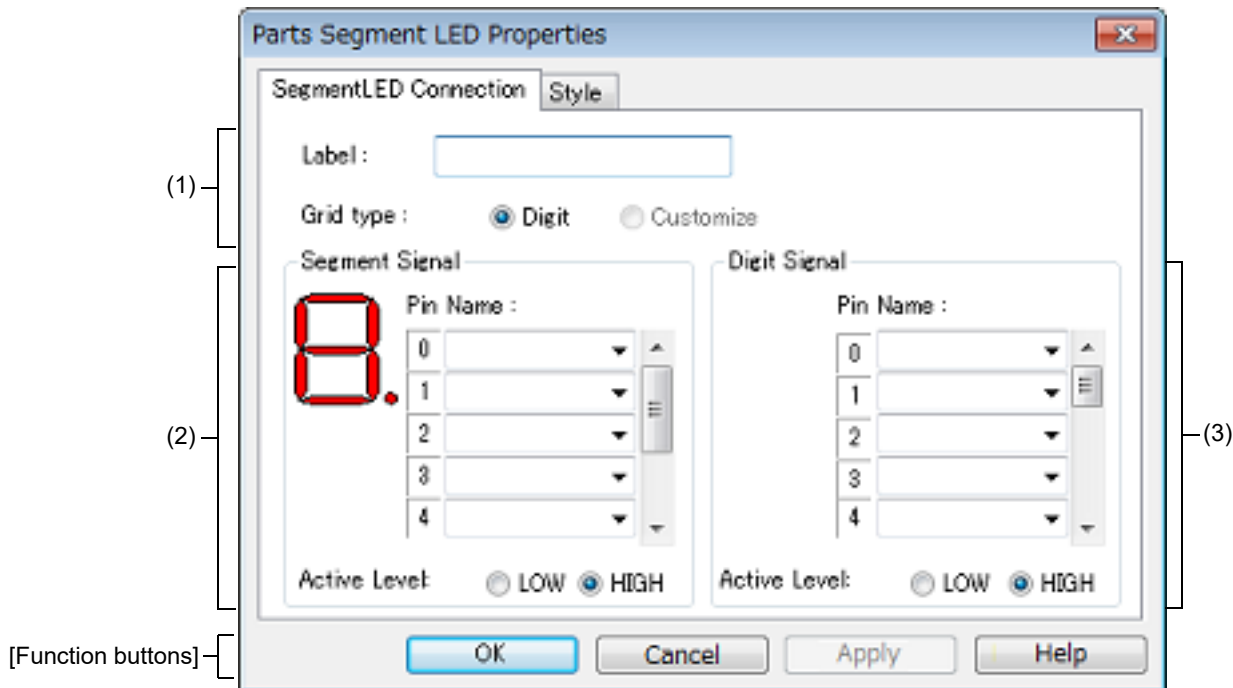 Parts Segment LED Properties
SegmentLED Connection Style
(1)
Label :
Grid type : Digit Customize
(2)
Segment Signal
Pin Name :
0
1
2
3
4
Active Level: LOW HIGH
Digit Signal
Pin Name :
0
1
2
3
4
Active Level: LOW HIGH
(3)
[Function buttons]
OK Cancel Apply Help